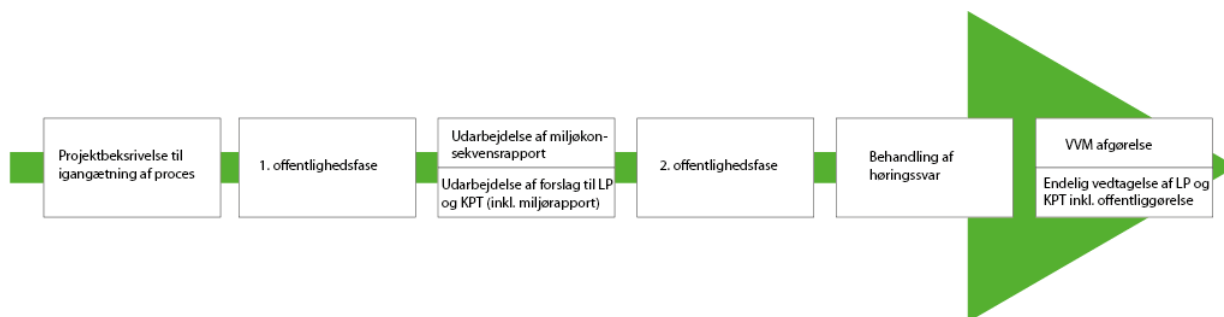 Projektbeksrivelse til
igangætning af proces
1. offentlighedsfase
Udarbejdelse af miljøkon-
sekvensrapport
Udarbejdelse af forslag til LP
og KPT (inkl. miljørapport)
2. offentlighedsfase
Behandling af
høringssvar
VVM afgørelse
Endelig vedtagelse af LP og
KPT inkl. offentliggørelse